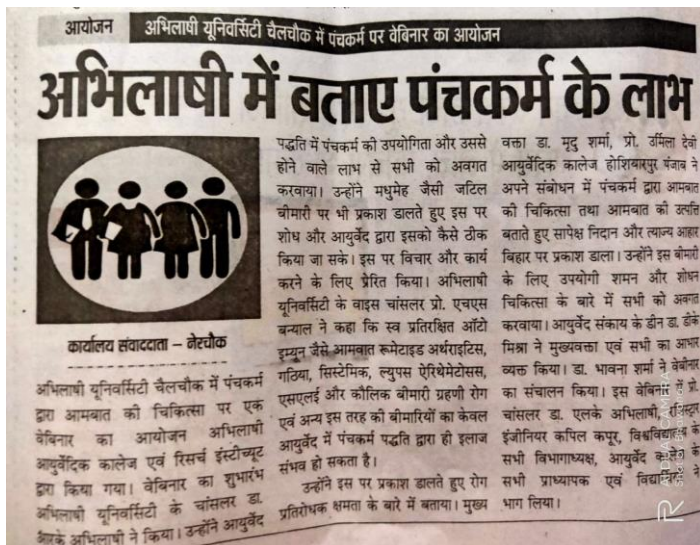 आयोजन
अभिलाषी यूनिवर्सिटी चैलचौक में पंचकर्म पर वेबिनार का आयोजन
अभिलाषी में बताए पंचकर्म के लाभ
कार्यालय संवाददाता – नेरचौक
अभिलाषी यूनिवर्सिटी चैलचौक में पंचकर्म
द्वारा आमबात की चिकित्सा पर एक
वेबिनार का आयोजन अभिलाषी
आयुर्वेदिक कालेज एवं रिसर्च इंस्टीच्यूट
द्वारा किया गया। वेबिनार का शुभारंभ
अभिलाषी यूनिवर्सिटी के चांसलर डा.
आरके अभिलाषी ने किया। उन्होंने आयुर्वेद
पद्धति में पंचकर्म की उपयोगिता और उससे
होने वाले लाभ से सभी को अवगत
करवाया। उन्होंने मधुमेह जैसी जटिल
बीमारी पर भी प्रकाश डालते हुए इस पर
शोध और आयुर्वेद द्वारा इसको कैसे ठीक
किया जा सके। इस पर विचार और कार्य
करने के लिए प्रेरित किया। अभिलाषी
यूनिवर्सिटी के वाइस चांसलर प्रो. एचएस
बन्याल ने कहा कि स्व प्रतिरक्षित ऑटो
इम्यून जैसे आमवात रूमेटाइड अर्थराइटिस,
गठिया, सिस्टेमिक, ल्युपस ऐरिथेमेटोसस,
एसएलई और कौलिक बीमारी ग्रहणी रोग
एवं अन्य इस तरह की बीमारियों का केवल
आयुर्वेद में पंचकर्म पद्धति द्वारा ही इलाज
संभव हो सकता है।
उन्होंने इस पर प्रकाश डालते हुए रोग
प्रतिरोधक क्षमता के बारे में बताया। मुख्य
वक्ता डा. मृदु शर्मा, प्रो. उर्मिला देवी
आयुर्वेदिक कालेज होशियारपुर पंजाब ने
अपने संबोधन में पंचकर्म द्वारा आमबात
की चिकित्सा तथा आमबात की उत्पति
बताते हुए सापेक्ष निदान और त्याज्य आहार
बिहार पर प्रकाश डाला। उन्होंने इस बीमारी
के लिए उपयोगी शमन और शोधन
चिकित्सा के बारे में सभी को अवगत
करवाया। आयुर्वेद संकाय के डीन डा. डीके
मिश्रा ने मुख्यवक्ता एवं सभी का आभार
व्यक्त किया। डा. भावना शर्मा ने वेबीनार
का संचालन किया। इस वेबिनार में प्रो.
चांसलर डा. एलके अभिलाषी,
इंजीनियर कपिल कपूर, के
सभी विभागाध्यक्ष, आयुर्वेद के
सभी प्राध्यापक एवं ने
भाग लिया।